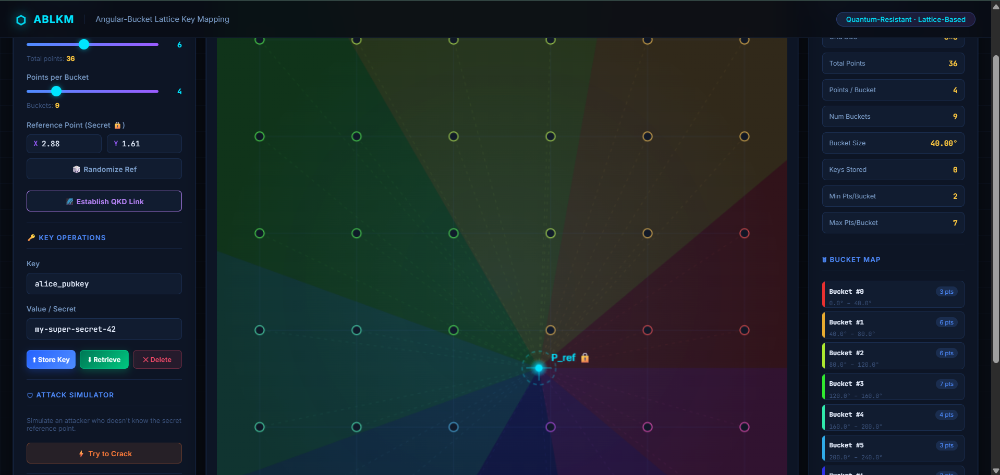 ABLKM
Angular-Bucket Lattice Key Mapping
Quantum-Resistant · Lattice-Based
6
Total points: 36
Points per Bucket
4
Buckets: 9
Reference Point (Secret 🔒)
X 2.88
Y 1.61
🎲 Randomize Ref
Establish QKD Link
🔑 KEY OPERATIONS
Key
alice_pubkey
Value / Secret
my-super-secret-42
⬆ Store Key
⬇ Retrieve
✕ Delete
🛡 ATTACK SIMULATOR
Simulate an attacker who doesn't know the secret
reference point.
⚡ Try to Crack
P_ref 🔒
Total Points
36
Points / Bucket
4
Num Buckets
9
Bucket Size
40.00°
Keys Stored
0
Min Pts/Bucket
2
Max Pts/Bucket
7
BUCKET MAP
Bucket #0
3 pts
0.0° – 40.0°
Bucket #1
6 pts
40.0° – 80.0°
Bucket #2
6 pts
80.0° – 120.0°
Bucket #3
7 pts
120.0° – 160.0°
Bucket #4
4 pts
160.0° – 200.0°
Bucket #5
3 pts
200.0° – 240.0°